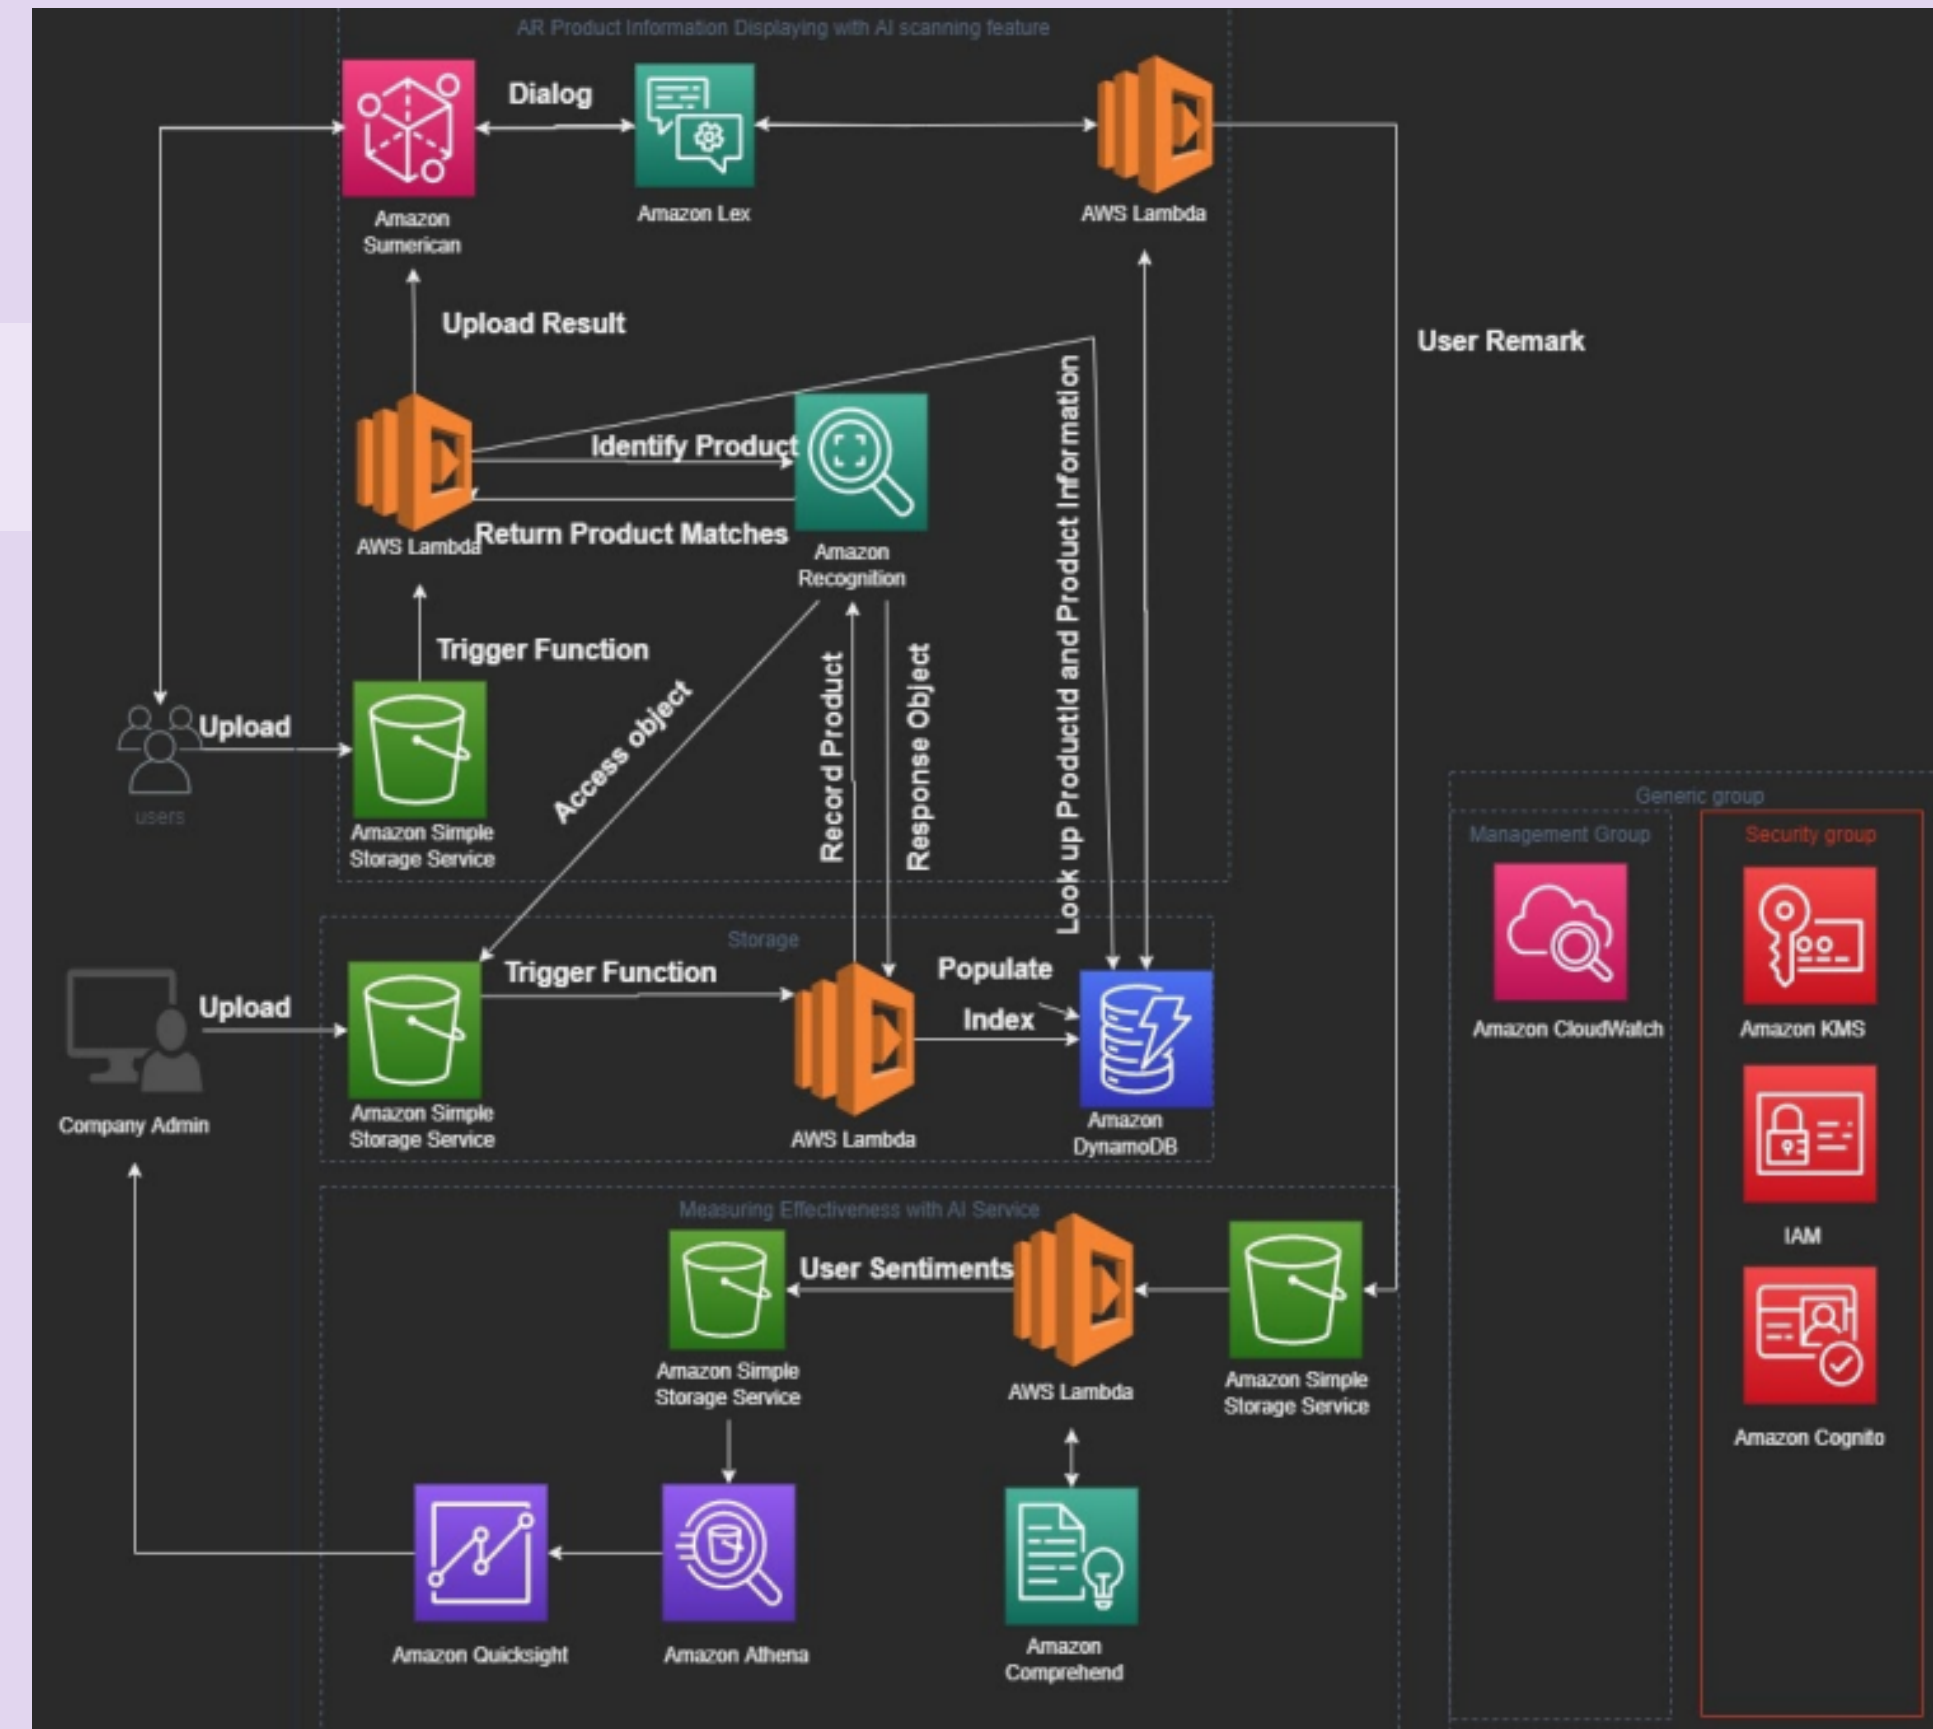 AR Product Information Displaying with AI scanning feature
Dialog
Amazon
Sumerican
Amazon Lex
AWS Lambda
Upload Result
User Remark
Identify Product
Return Product Matches
AWS Lambda
Amazon
Recognition
Look up ProductId and Product Information
Trigger Function
Access object
Record Product
Response Object
Upload
users
Amazon Simple
Storage Service
Generic group
Management Group
Security group
Amazon CloudWatch
Amazon KMS
IAM
Amazon Cognito
Storage
Trigger Function
Populate
Index
Upload
Company Admin
Amazon Simple
Storage Service
AWS Lambda
Amazon
DynamoDB
Measuring Effectiveness with AI Service
User Sentiments
Amazon Simple
Storage Service
AWS Lambda
Amazon Simple
Storage Service
Amazon Quicksight
Amazon Athena
Amazon
Comprehend